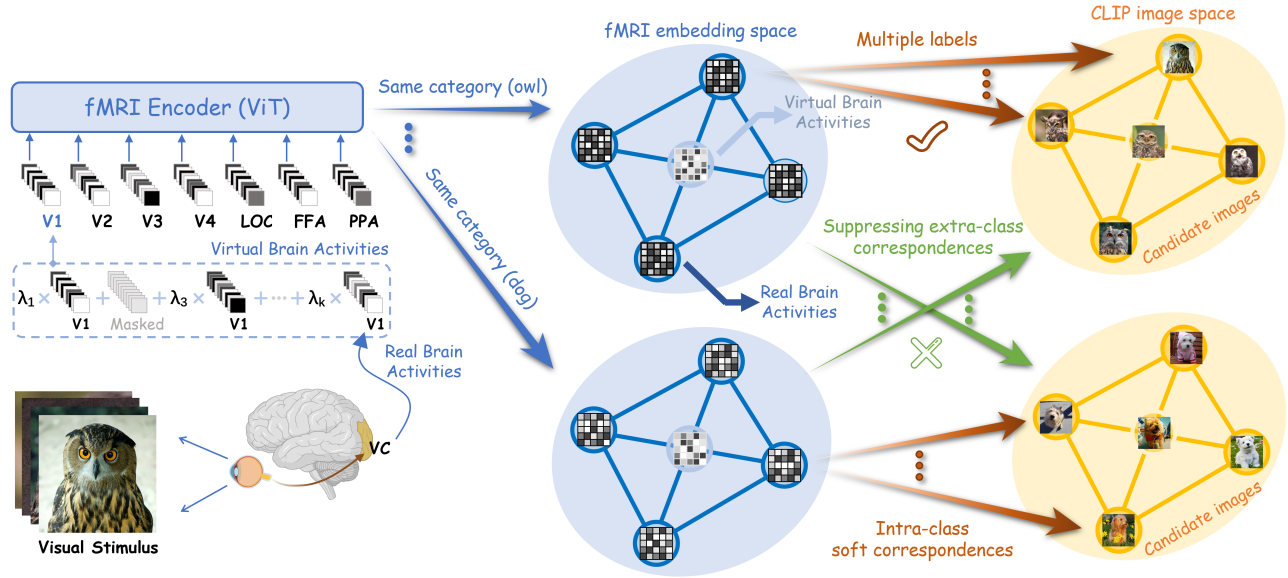 fMRI embedding space
CLIP image space
Multiple labels
fMRI Encoder (ViT)
Same category (owl)
Virtual Brain
Activities
V1 V2 V3 V4 LOC FFA PPA
Virtual Brain Activities
Same category (dog)
Suppressing extra-class
correspondences
Candidate images
λ1 × + + λ3 × + ... + λk ×
V1 Masked V1 V1
Real Brain
Activities
Real Brain
Activities
VC
Visual Stimulus
Intra-class
soft correspondences
Candidate images